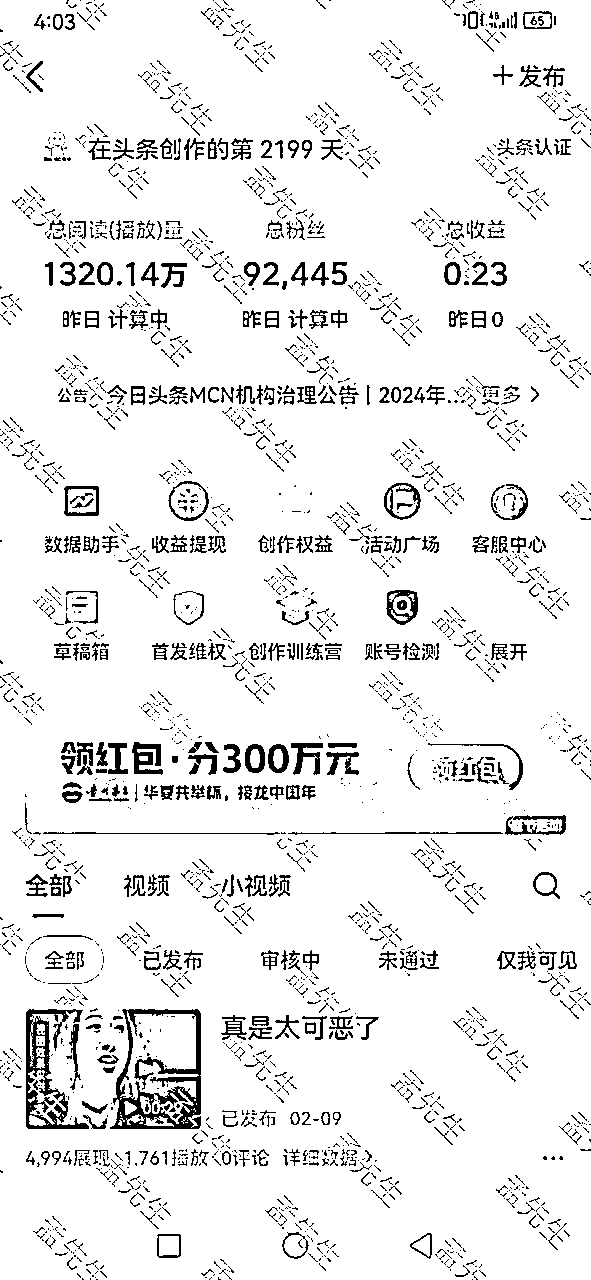 4:03
65
发布
在头条创作的第 2199 天
头条认证
总阅读(播放)量 总粉丝 总收益
1320.14万 92,445 0.23
昨日 计算中 昨日 计算中 昨日0
公告 今日头条MCN机构治理公告 | 2024年... 更多
数据助手 收益提现 创作权益 活动广场 客服中心
草稿箱 首发维权 创作训练营 账号检测 展开
领红包·分300万元
领红包
华夏共举杯，接龙中国年
全部 视频 小视频
全部 已发布 审核中 未通过 仅我可见
真是太可恶了
已发布 02-09
4,994展现 1,761播放 0评论 详细数据
孟先生